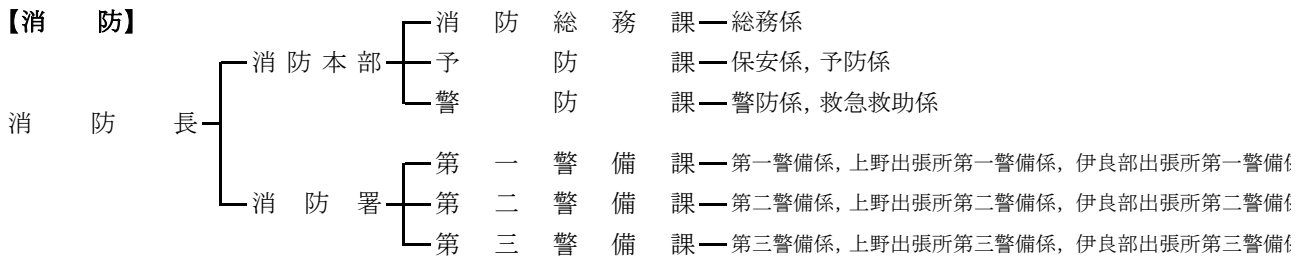 【消 防】
消防総務課 総務係
消防本部 予防課 保安係, 予防係
警防課 警防係, 救急救助係
消防長
第一警備課 第一警備係, 上野出張所第一警備係, 伊良部出張所第一警備係
消防署 第二警備課 第二警備係, 上野出張所第二警備係, 伊良部出張所第二警備係
第三警備課 第三警備係, 上野出張所第三警備係, 伊良部出張所第三警備係